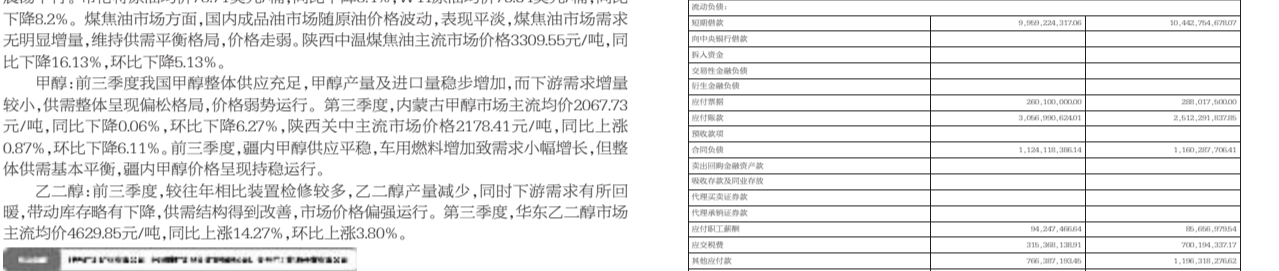 下降8.2%。煤焦油市场方面,国内成品油市场随原油价格波动,表现平淡,煤焦油市场需求
无明显增量,维持供需平衡格局,价格走弱。陕西中温煤焦油主流市场价格3309.55元/吨,同
比下降16.13%,环比下降5.13%。
甲醇:前三季度我国甲醇整体供应充足,甲醇产量及进口量稳步增加,而下游需求增量
较小,供需整体呈现偏松格局,价格弱势运行。第三季度,内蒙古甲醇市场主流均价2067.73
元/吨,同比下降0.06%,环比下降6.27%,陕西关中主流市场价格2178.41元/吨,同比上涨
0.87%,环比下降6.11%。前三季度,疆内甲醇供应平稳,车用燃料增加致需求小幅增长,但整
体供需基本平衡,疆内甲醇价格呈现持稳运行。
乙二醇:前三季度,较往年相比装置检修较多,乙二醇产量减少,同时下游需求有所回
暖,带动库存略有下降,供需结构得到改善,市场价格偏强运行。第三季度,华东乙二醇市场
主流均价4629.85元/吨,同比上涨14.27%,环比上涨3.80%。
流动负债:
短期借款 9,959,224,317.06 10,442,754,678.07
向中央银行借款
拆入资金
交易性金融负债
衍生金融负债
应付票据 260,100,000.00 288,017,500.00
应付账款 3,056,990,624.01 2,512,291,837.85
预收款项
合同负债 1,124,118,386.14 1,160,287,706.41
卖出回购金融资产款
吸收存款及同业存放
代理买卖证券款
代理承销证券款
应付职工薪酬 94,247,466.64 85,656,979.54
应交税费 315,368,138.91 700,194,337.17
其他应付款 766,387,193.45 1,196,318,276.62